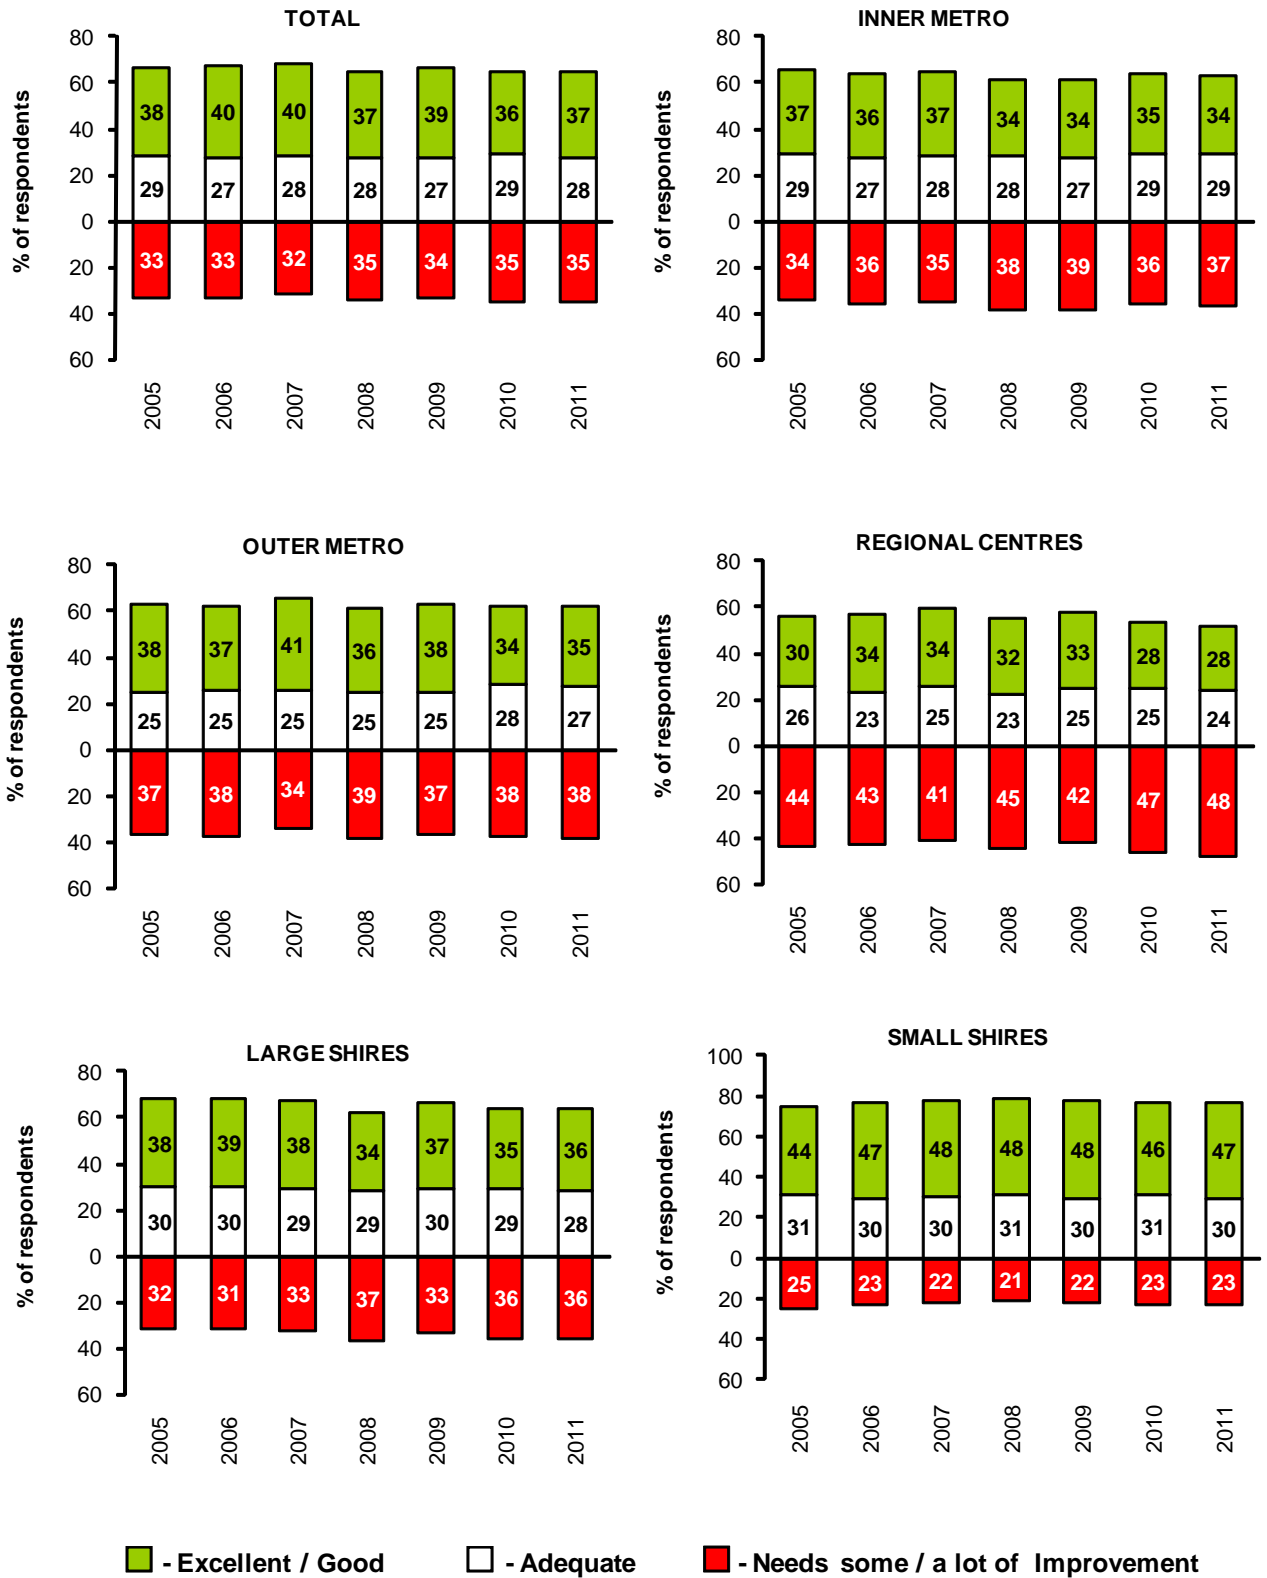 TOTAL
80
60
40
20
0
20
40
60
% of respondents
38 40 40 37 39 36 37
29 27 28 28 27 29 28
33 33 32 35 34 35 35
2005 2006 2007 2008 2009 2010 2011
INNER METRO
80
60
40
20
0
20
40
60
% of respondents
37 36 37 34 34 35 34
29 27 28 28 27 29 29
34 36 35 38 39 36 37
2005 2006 2007 2008 2009 2010 2011
OUTER METRO
80
60
40
20
0
20
40
60
% of respondents
38 37 41 36 38 34 35
25 25 25 25 25 28 27
37 38 34 39 37 38 38
2005 2006 2007 2008 2009 2010 2011
REGIONAL CENTRES
80
60
40
20
0
20
40
60
% of respondents
30 34 34 32 33 28 28
26 23 25 23 25 25 24
44 43 41 45 42 47 48
2005 2006 2007 2008 2009 2010 2011
LARGE SHIRES
80
60
40
20
0
20
40
60
% of respondents
38 39 38 34 37 35 36
30 30 29 29 30 29 28
32 31 33 37 33 36 36
2005 2006 2007 2008 2009 2010 2011
SMALL SHIRES
100
80
60
40
20
0
20
40
60
% of respondents
44 47 48 48 48 46 47
31 30 30 31 30 31 30
25 23 22 21 22 23 23
2005 2006 2007 2008 2009 2010 2011
- Excellent / Good - Adequate - Needs some / a lot of Improvement